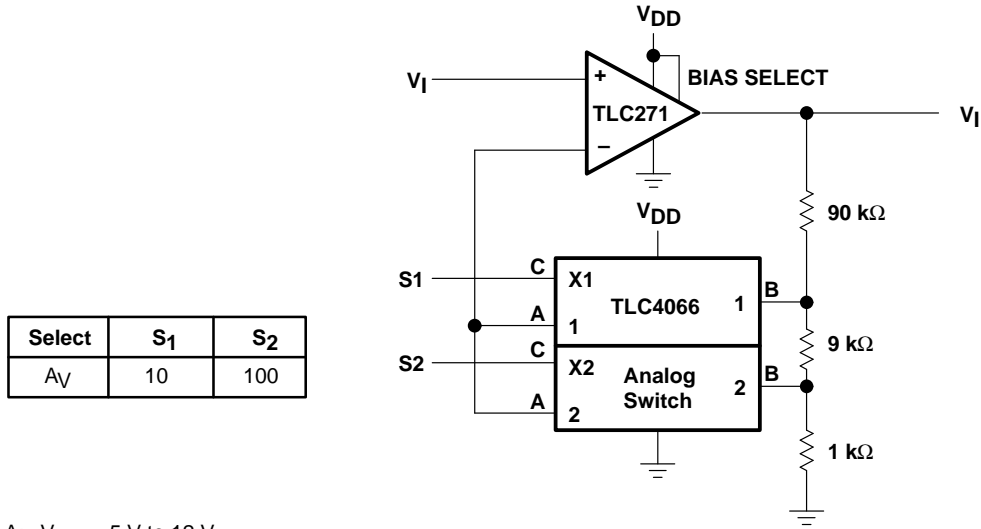 VDD
VI
+
BIAS SELECT
TLC271
VI
–
90 kΩ
VDD
S1
C
X1
TLC4066
1
B
A
1
9 kΩ
S2
C
X2
Analog
Switch
2
B
A
2
1 kΩ
Select S1 S2
AV 10 100